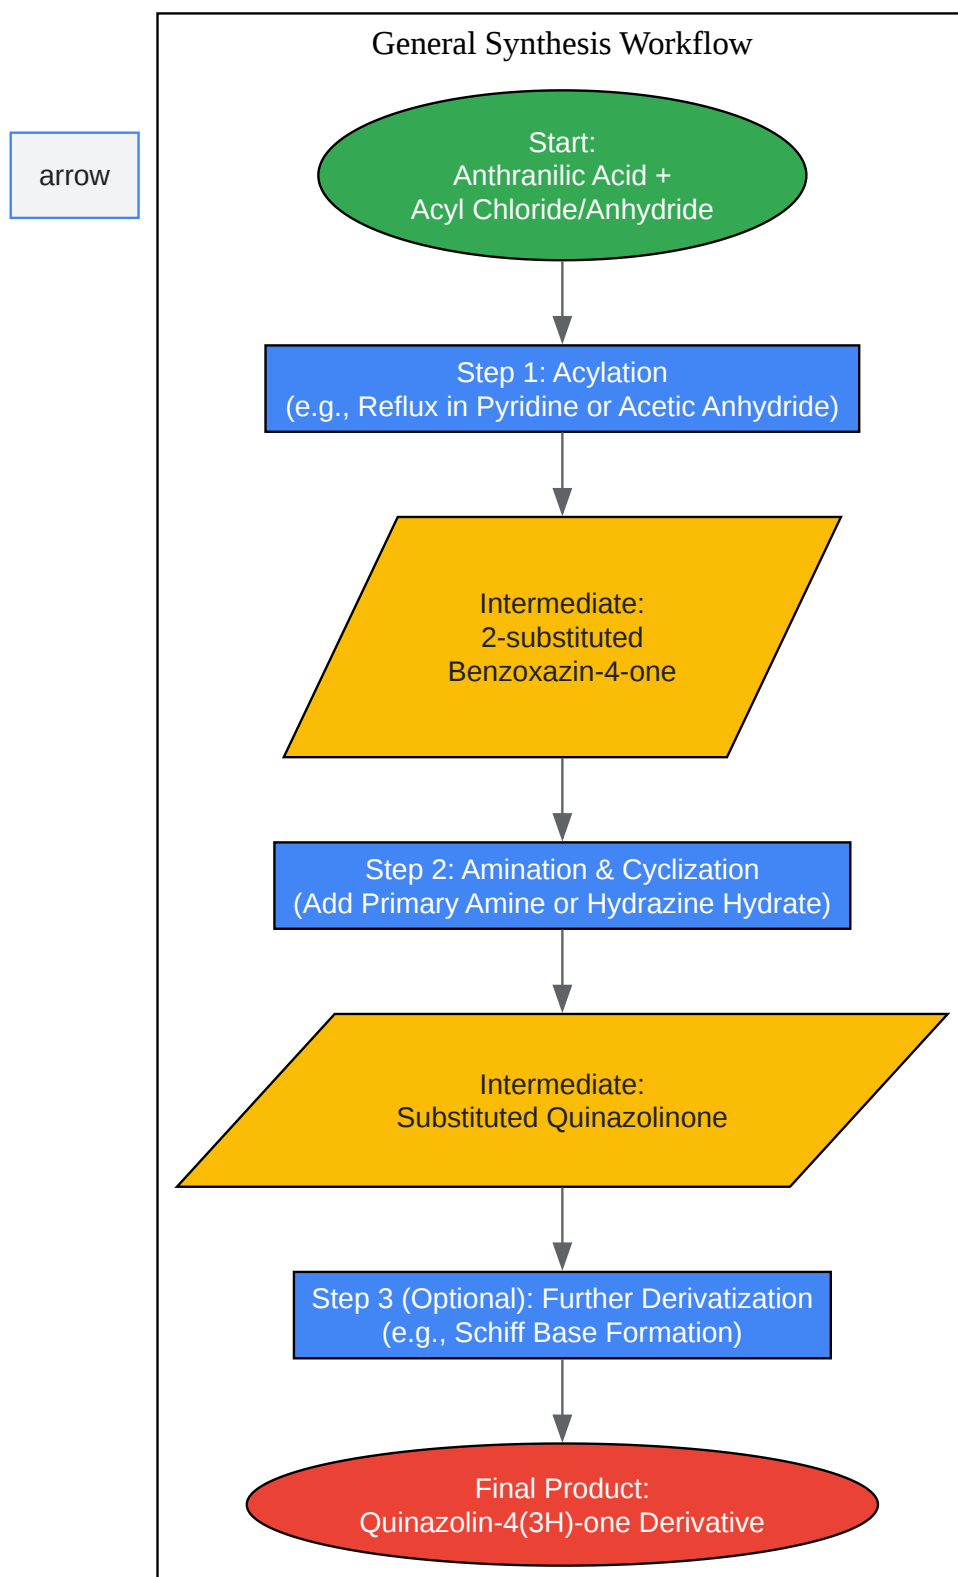 General Synthesis Workflow
arrow
Start:
Anthranilic Acid +
Acyl Chloride/Anhydride
Step 1: Acylation
(e.g., Reflux in Pyridine or Acetic Anhydride)
Intermediate:
2-substituted
Benzoxazin-4-one
Step 2: Amination & Cyclization
(Add Primary Amine or Hydrazine Hydrate)
Intermediate:
Substituted Quinazolinone
Step 3 (Optional): Further Derivatization
(e.g., Schiff Base Formation)
Final Product:
Quinazolin-4(3H)-one Derivative